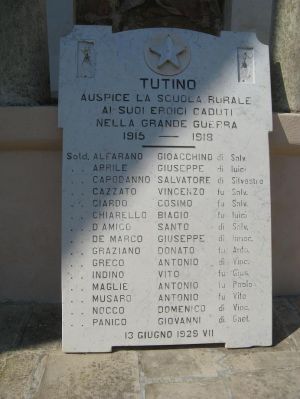 TUTINO
AUSPICE LA SCUOLA RURALE
AI SUOI EROICI CADUTI
NELLA GRANDE GUERRA
1915 — 1918
Sold. ALFARANO GIOACCHINO di Salv.
. . APRILE GIUSEPPE di luigi
. . CAPODANNO SALVATORE di Silvestro
. . CAZZATO VINCENZO fu Salv.
. . CIARDO COSIMO fu Salv.
. . CHIARELLO BIAGIO fu luigi
. . D'AMICO SANTO di Salv.
. . DE MARCO GIUSEPPE di Ignac.
. . GRAZIANO DONATO fu
. . GRECO ANTONIO di Vinc.
. . INDINO VITO fu Gius.
. . MAGLIE ANTONIO fu Paolo
. . MUSARO ANTONIO fu Vito
. . NOCCO DOMENICO di Vinc.
. . PANICO GIOVANNI di Gaet.
13 GIUGNO 1929 VII